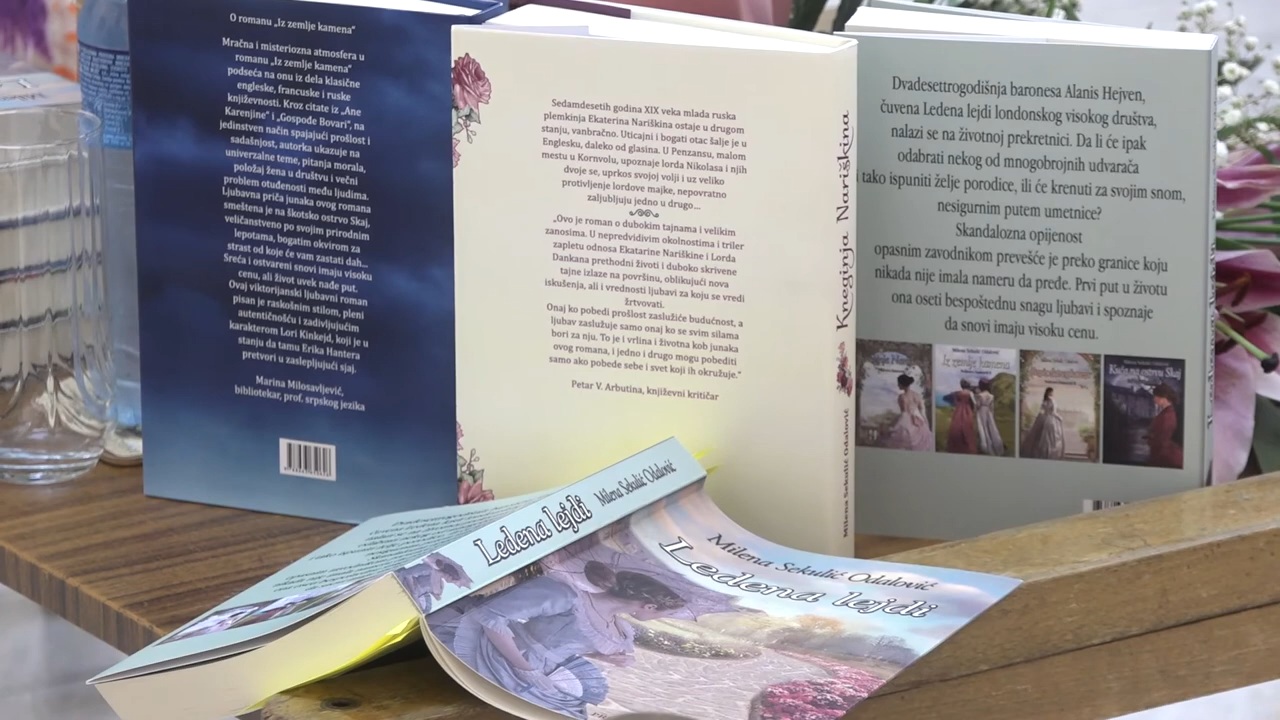 O romanu „Iz zemlje kamena“
Mračna i misteriozna atmosfera u
romanu „Iz zemlje kamena“
podseća na onu iz dela klasične
engleske, francuske i ruske
književnosti. Kroz citate iz „Ane
Karenjine“ i „Gospođe Bovari“, na
jedinstven način spajajući prošlost i
sadašnjost, autorka ukazuje na
univerzalne teme, pitanja morala,
položaj žena u društvu i večni
problem otuđenosti među ljudima.
Ljubavna priča junaka ovog romana
smeštena je na škotsko ostrvo Skaj,
veličanstveno po svojim prirodnim
lepotama, bogatim okvirom za
strast od koje će vam zastati dah...
Sreća i ostvareni snovi imaju visoku
cenu, ali život uvek nađe put.
Ovaj viktorijanski ljubavni roman
pisan je raskošnim stilom, pleni
autentičnošću i zadivljujućim
karakterom Lori Kinkejd, koji je u
stanju da tamu Erika Hantera
pretvori u zaslepljujući sjaj.
Marina Milosavljević,
bibliotekar, prof. srpskog jezika
Sedamdesetih godina XIX veka mlada ruska
plemkinja Ekaterina Nariškina ostaje u drugom
stanju, vanbračno. Uticajni i bogati otac šalje je u
Englesku, daleko od glasina. U Penzansu, malom
mestu u Kornvolu, upoznaje lorda Nikolasa i njih
dvoje se, uprkos svojoj volji i uz veliko
protivljenje lordove majke, nepovratno
zaljubljuju jedno u drugo...
„Ovo je roman o dubokim tajnama i velikim
zanosima. U nepredvidivim okolnostima i triler
zapletu odnosa Ekatarine Nariškine i Lorda
Dankana prethodni životi i duboko skrivene
tajne izlaze na površinu, oblikujući nova
iskušenja, ali i vrednosti ljubavi za koju se vredi
žrtvovati.
Onaj ko pobedi prošlost zaslužiće budućnost, a
ljubav zaslužuje samo onaj ko se svim silama
bori za nju. To je i vrlina i životna kob junaka
ovog romana, i jedno i drugo mogu pobediti
samo ako pobede sebe i svet koji ih okružuje.“
Petar V. Arbutina, književni kritičar
Kneginja Nariškina
Milena Sekulić Odalović
Dvadesettrogodišnja baronesa Alanis Hejven,
čuvena Ledena lejdi londonskog visokog društva,
nalazi se na životnoj prekretnici. Da li će ipak
odabrati nekog od mnogobrojnih udvarača
i tako ispuniti želje porodice, ili će krenuti za svojim snom,
nesigurnim putem umetnice?
Skandalozna opijenost
opasnim zavodnikom prevešće je preko granice koju
nikada nije imala nameru da pređe. Prvi put u životu
ona oseti bespoštednu snagu ljubavi i spoznaje
da snovi imaju visoku cenu.
Iz zemlje kamena
Kuća na ostrvu Skaj
Ledena lejdi Milena Sekulić Odalović
Milena Sekulić Odalović
Ledena lejdi